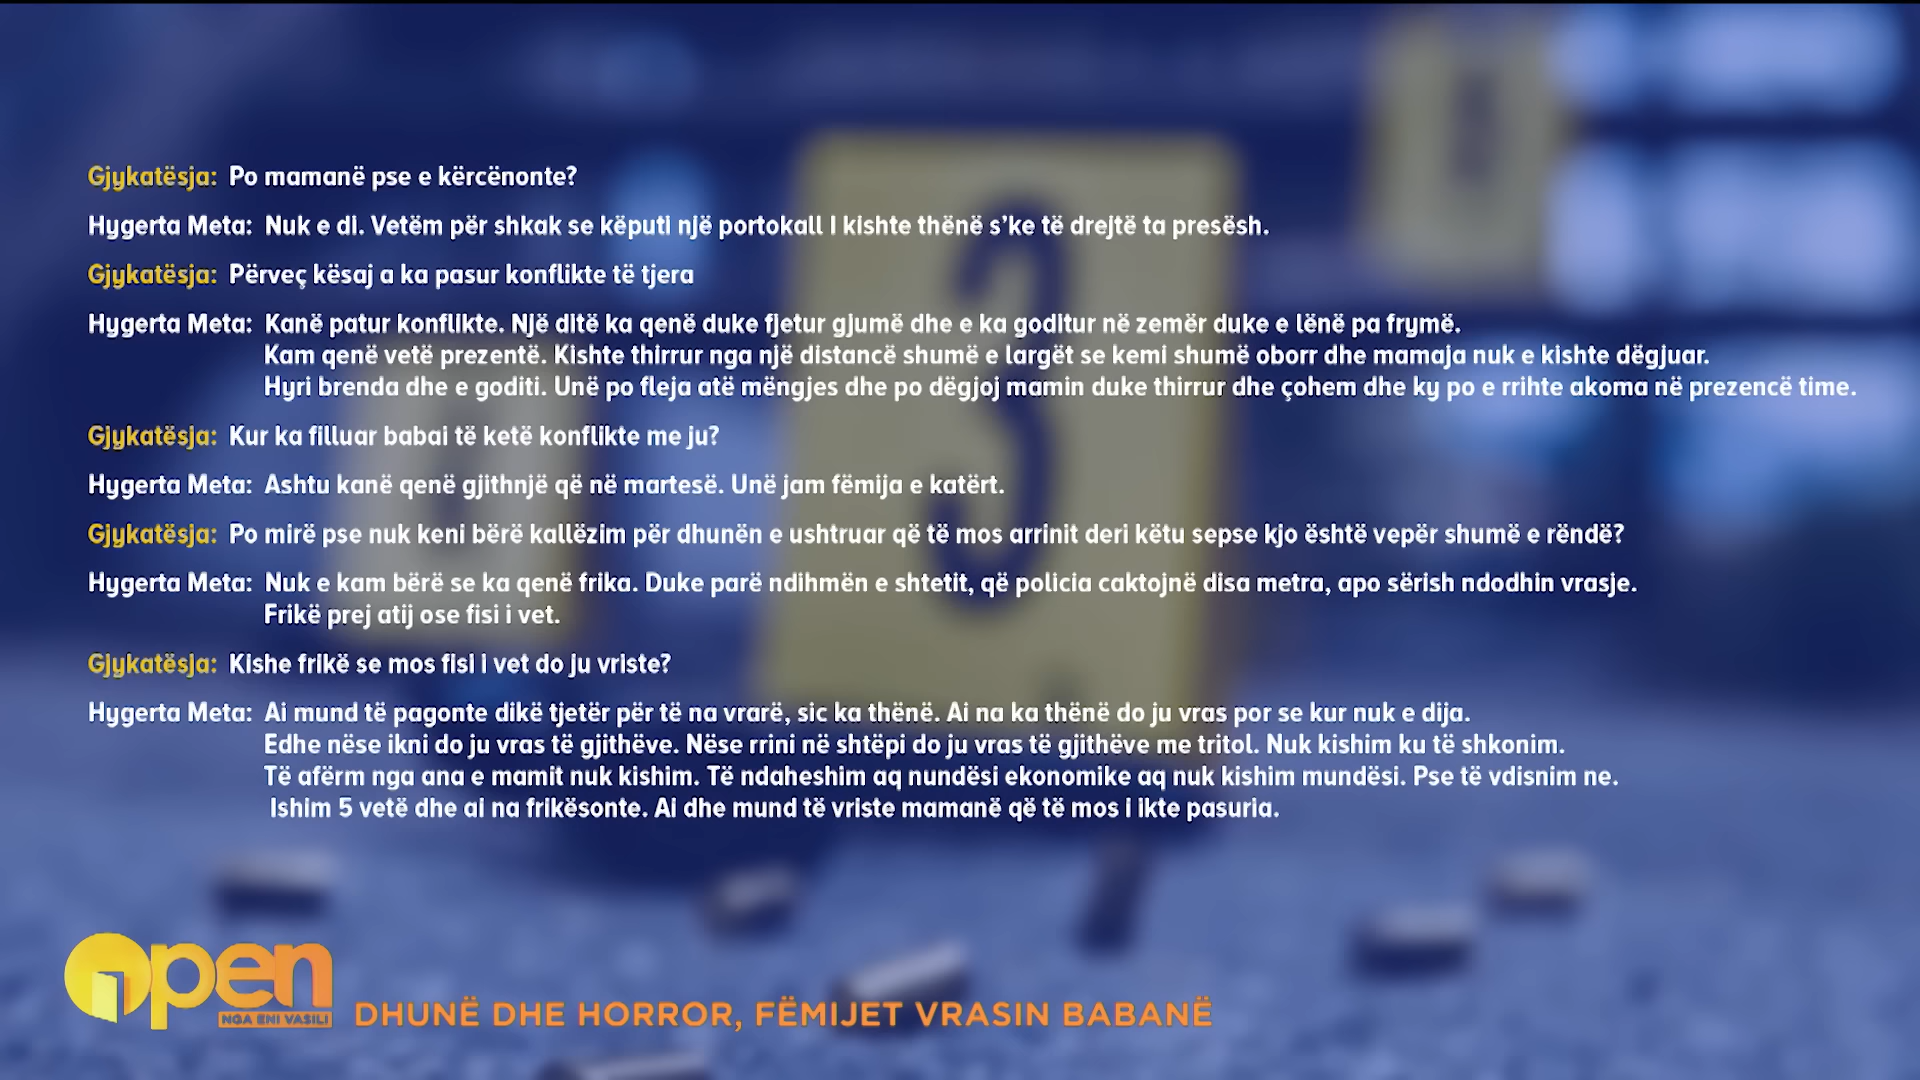 Gjykatësja: Po mamanë pse e kërcënonte?
Hygerta Meta: Nuk e di. Vetëm për shkak se këputi një portokall I kishte thënë s’ke të drejtë ta presësh.
Gjykatësja: Përveç kësaj a ka pasur konflikte të tjera
Hygerta Meta: Kanë patur konflikte. Një ditë ka qenë duke fjetur gjumë dhe e ka goditur në zemër duke e lënë pa frymë.
Kam qenë vetë prezentë. Kishte thirrur nga një distancë shumë e largët se kemi shumë oborr dhe mamaja nuk e kishte dëgjuar.
Hyri brenda dhe e goditi. Unë po fleja atë mëngjes dhe po dëgjoj mamin duke thirrur dhe çohem dhe ky po e rrihte akoma në prezencë time.
Gjykatësja: Kur ka filluar babai të ketë konflikte me ju?
Hygerta Meta: Ashtu kanë qenë gjithnjë që në martesë. Unë jam fëmija e katërt.
Gjykatësja: Po mirë pse nuk keni bërë kallëzim për dhunën e ushtruar që të mos arrinit deri këtu sepse kjo është vepër shumë e rëndë?
Hygerta Meta: Nuk e kam bërë se ka qenë frika. Duke parë ndihmën e shtetit, që policia caktojnë disa metra, apo sërish ndodhin vrasje.
Frikë prej atij ose fisi i vet.
Gjykatësja: Kishe frikë se mos fisi i vet do ju vriste?
Hygerta Meta: Ai mund të pagonte dikë tjetër për të na vrarë, sic ka thënë. Ai na ka thënë do ju vras por se kur nuk e dija.
Edhe nëse ikni do ju vras të gjithëve. Nëse rrini në shtëpi do ju vras të gjithëve me tritol. Nuk kishim ku të shkonim.
Të afërm nga ana e mamit nuk kishim. Të ndaheshim aq nundësi ekonomike aq nuk kishim mundësi. Pse të vdisnim ne.
Ishim 5 vetë dhe ai na frikësonte. Ai dhe mund të vriste mamanë që të mos i ikte pasuria.
Open
NGA ENI VASILI
DHUNË DHE HORROR, FËMIJET VRASIN BABANË
3